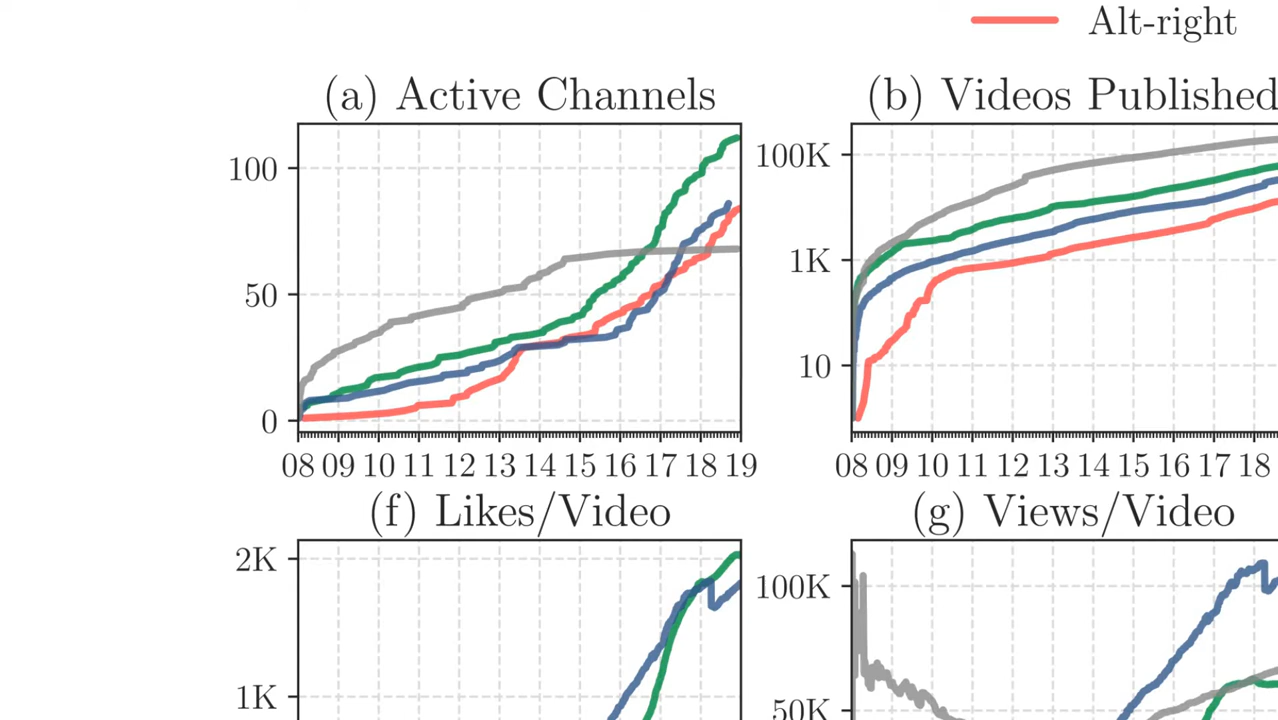 Alt-right
(a) Active Channels
(b) Videos Published
100
50
0
08 09 10 11 12 13 14 15 16 17 18 19
100K
1K
10
08 09 10 11 12 13 14 15 16 17 18
(f) Likes/Video
(g) Views/Video
2K
1K
100K
50K